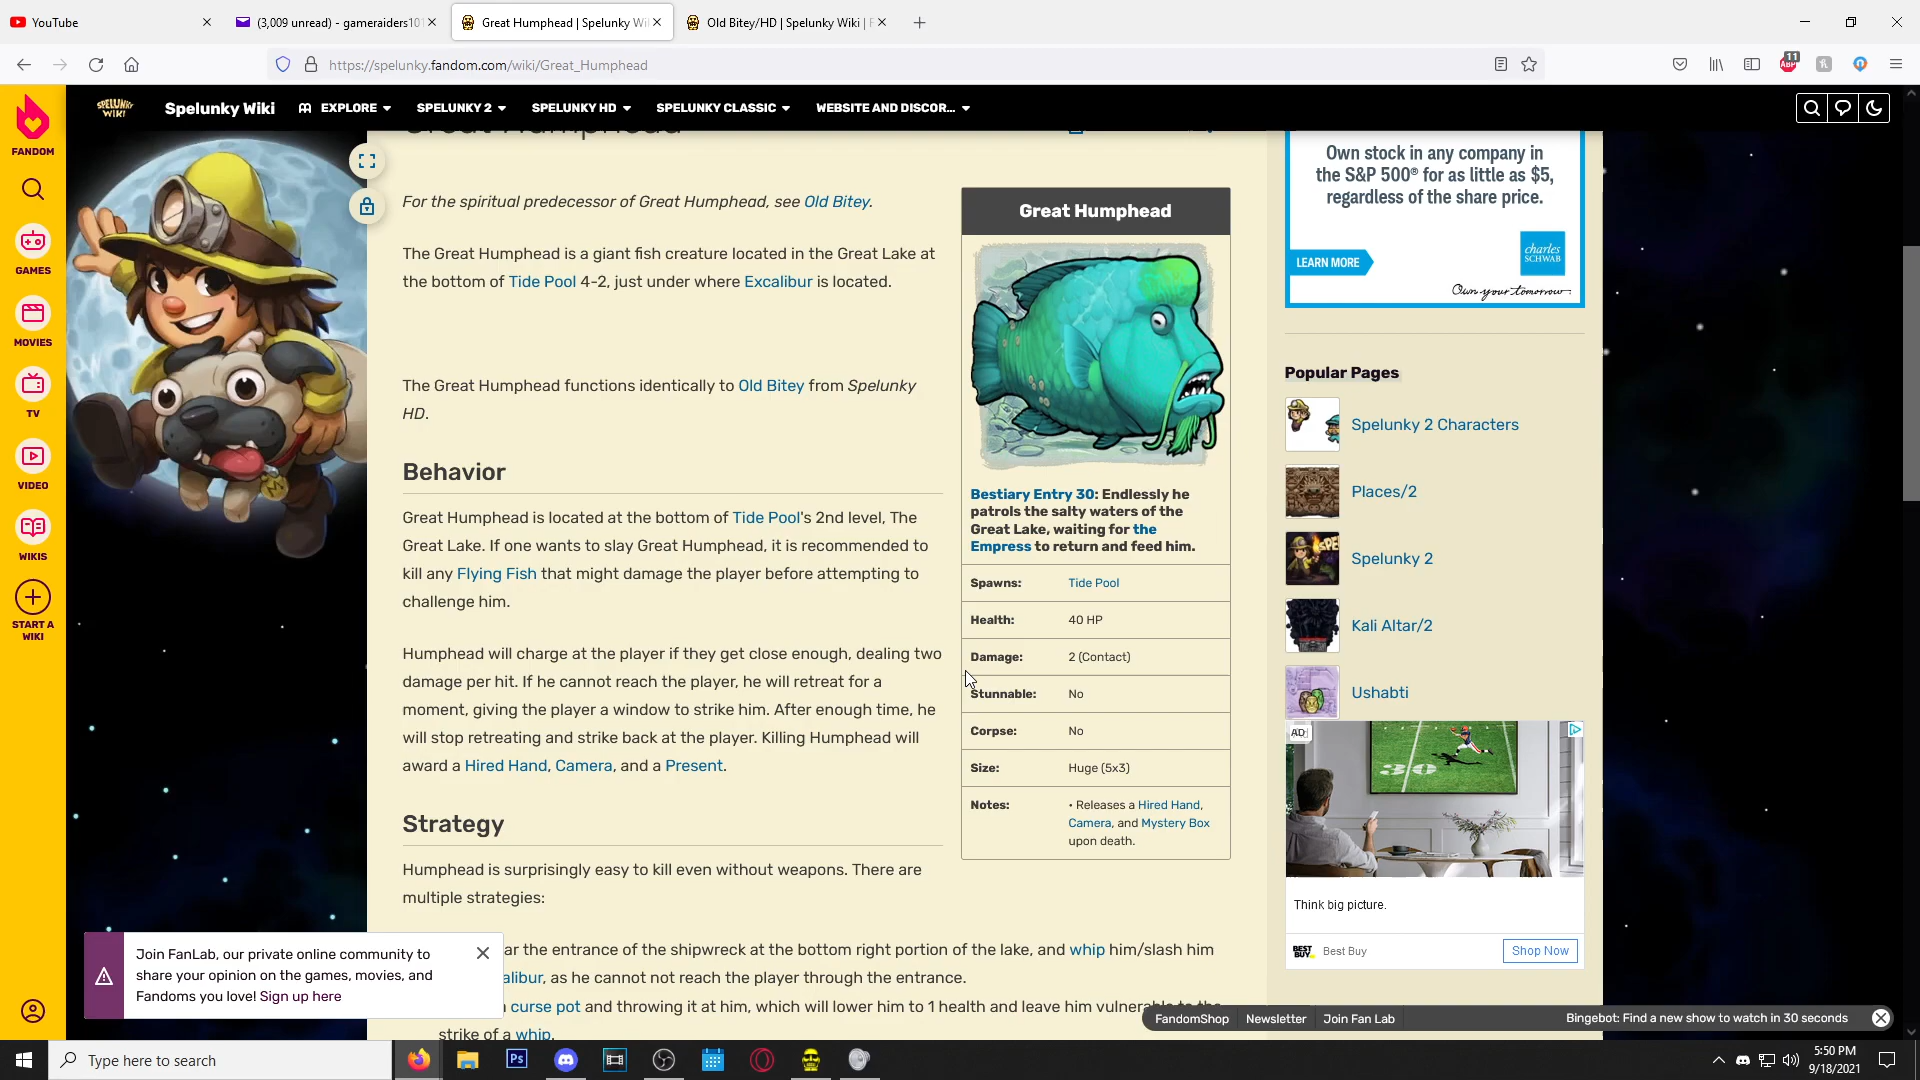 YouTube
(3,009 unread) - gameraiders101
Great Humphead | Spelunky Wi
Old Bitey/HD | Spelunky Wiki | F
https://spelunky.fandom.com/wiki/Great_Humphead
11
ABP
SPELUNKY WIKI
Spelunky Wiki
EXPLORE
SPELUNKY 2
SPELUNKY HD
SPELUNKY CLASSIC
WEBSITE AND DISCOR...
FANDOM
GAMES
MOVIES
TV
VIDEO
WIKIS
START A
WIKI
Great Humphead
For the spiritual predecessor of Great Humphead, see Old Bitey.
The Great Humphead is a giant fish creature located in the Great Lake at
the bottom of Tide Pool 4-2, just under where Excalibur is located.
The Great Humphead functions identically to Old Bitey from Spelunky
HD.
Behavior
Great Humphead is located at the bottom of Tide Pool's 2nd level, The
Great Lake. If one wants to slay Great Humphead, it is recommended to
kill any Flying Fish that might damage the player before attempting to
challenge him.
Humphead will charge at the player if they get close enough, dealing two
damage per hit. If he cannot reach the player, he will retreat for a
moment, giving the player a window to strike him. After enough time, he
will stop retreating and strike back at the player. Killing Humphead will
award a Hired Hand, Camera, and a Present.
Strategy
Humphead is surprisingly easy to kill even without weapons. There are
multiple strategies:
ar the entrance of the shipwreck at the bottom right portion of the lake, and whip him/slash him
calibur, as he cannot not reach the player through the entrance.
curse pot and throwing it at him, which will lower him to 1 health and leave him vulnerable to the
strike of a whip.
Great Humphead
Bestiary Entry 30: Endlessly he
patrols the salty waters of the
Great Lake, waiting for the
Empress to return and feed him.
Spawns: Tide Pool
Health: 40 HP
Damage: 2 (Contact)
Stunnable: No
Corpse: No
Size: Huge (5x3)
Notes: • Releases a Hired Hand,
Camera, and Mystery Box
upon death.
Own stock in any company in
the S&P 500® for as little as $5,
regardless of the share price.
LEARN MORE
charles
SCHWAB
Own your tomorrow
Popular Pages
Spelunky 2 Characters
Places/2
Spelunky 2
Kali Altar/2
Ushabti
AD
30
Think big picture.
BEST BUY
Best Buy
Shop Now
Join FanLab, our private online community to
share your opinion on the games, movies, and
Fandoms you love! Sign up here
FandomShop
Newsletter
Join Fan Lab
Bingebot: Find a new show to watch in 30 seconds
Type here to search
Ps
5:50 PM
9/18/2021